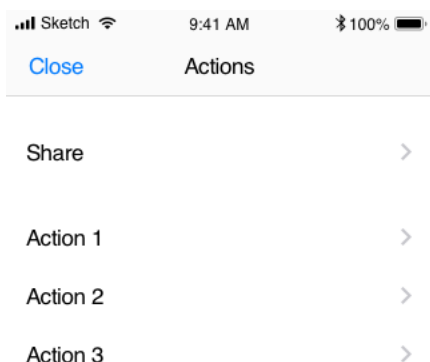 Sketch 9:41 AM 100%
Close Actions
Share
Action 1
Action 2
Action 3